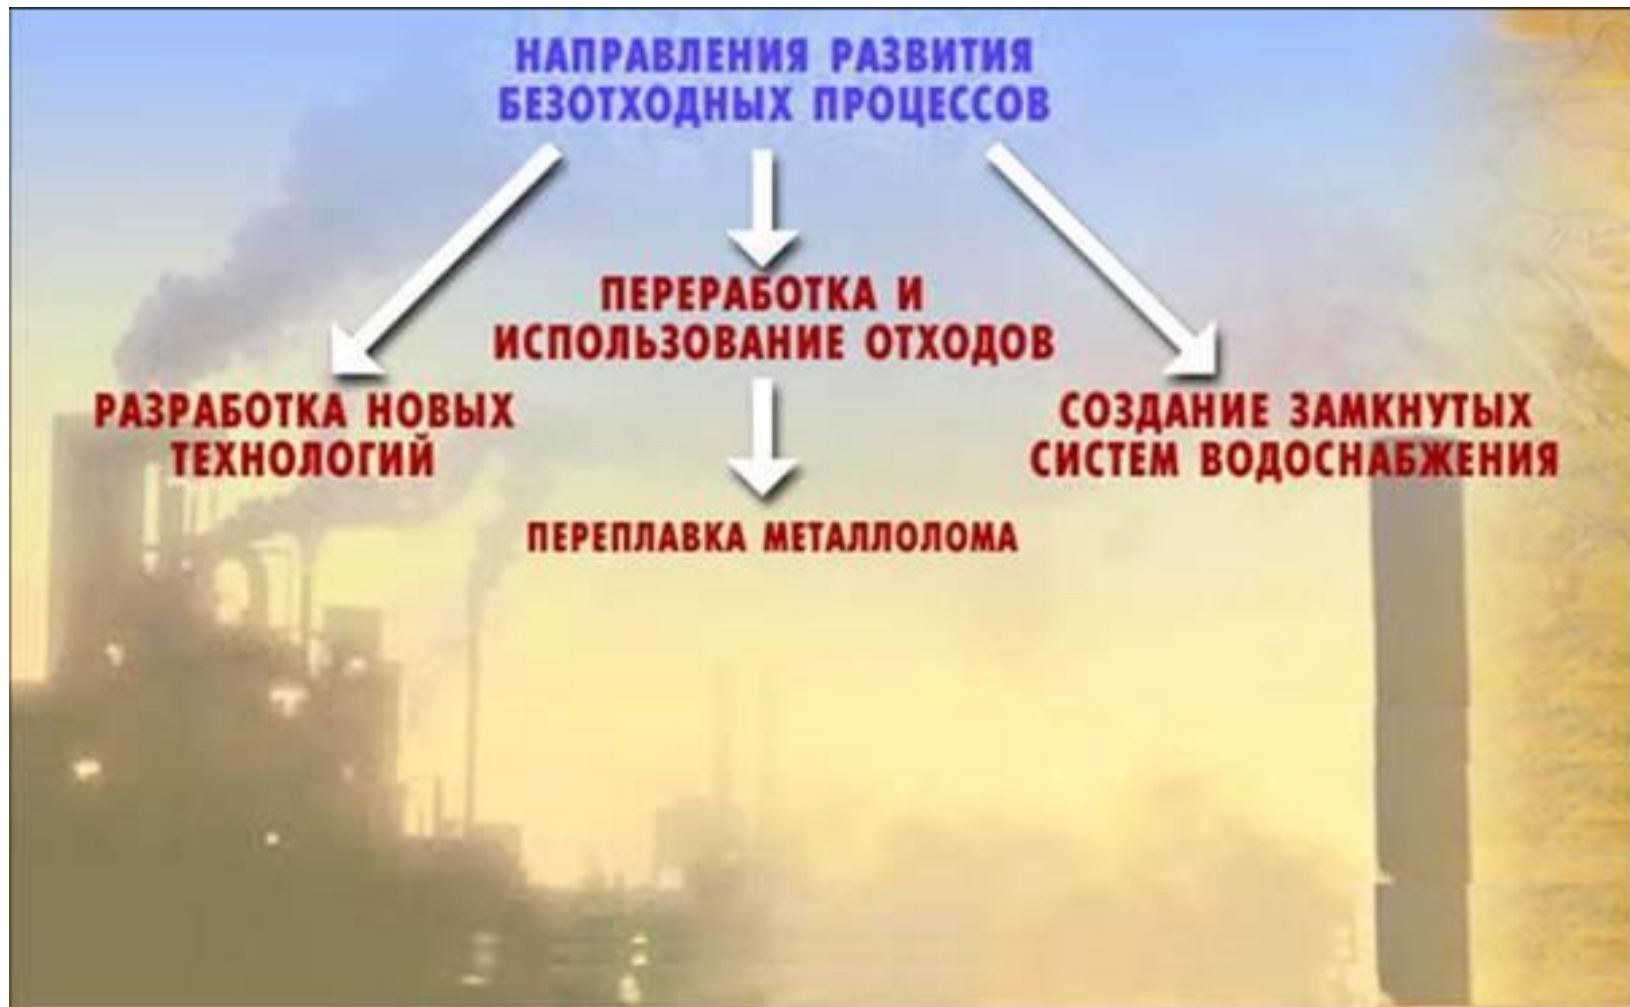 НАПРАВЛЕНИЯ РАЗВИТИЯ
БЕЗОТХОДНЫХ ПРОЦЕССОВ
ПЕРЕРАБОТКА И
ИСПОЛЬЗОВАНИЕ ОТХОДОВ
РАЗРАБОТКА НОВЫХ
ТЕХНОЛОГИЙ
СОЗДАНИЕ ЗАМКНУТЫХ
СИСТЕМ ВОДОСНАБЖЕНИЯ
ПЕРЕПЛАВКА МЕТАЛЛОЛОМА